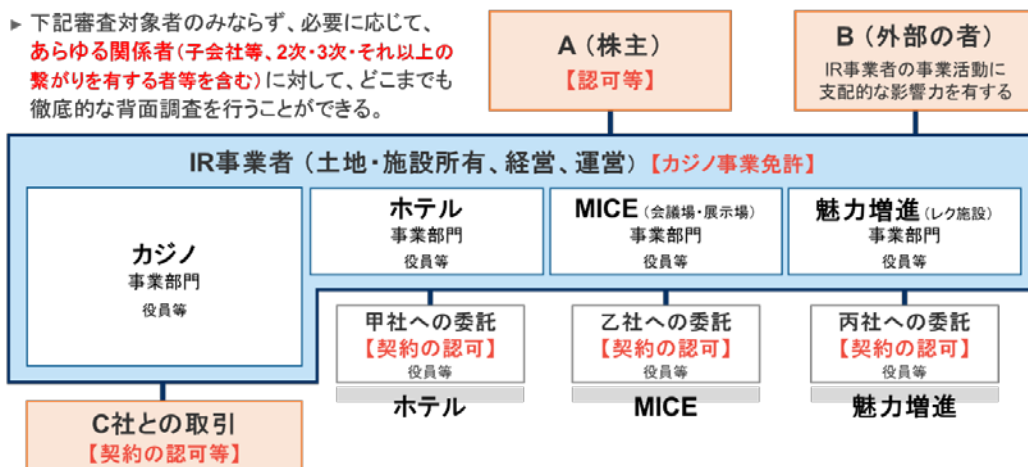 ► 下記審査対象者のみならず、必要に応じて、
あらゆる関係者(子会社等、2次・3次・それ以上の
繋がりを有する者等を含む)に対して、どこまでも
徹底的な背面調査を行うことができる。
A(株主)
【認可等】
B(外部の者)
IR事業者の事業活動に
支配的な影響力を有する
IR事業者(土地・施設所有、経営、運営)【カジノ事業免許】
カジノ
事業部門
役員等
ホテル
事業部門
役員等
MICE(会議場・展示場)
事業部門
役員等
魅力増進(レク施設)
事業部門
役員等
甲社への委託
【契約の認可】
役員等
ホテル
乙社への委託
【契約の認可】
役員等
MICE
丙社への委託
【契約の認可】
役員等
魅力増進
C社との取引
【契約の認可等】